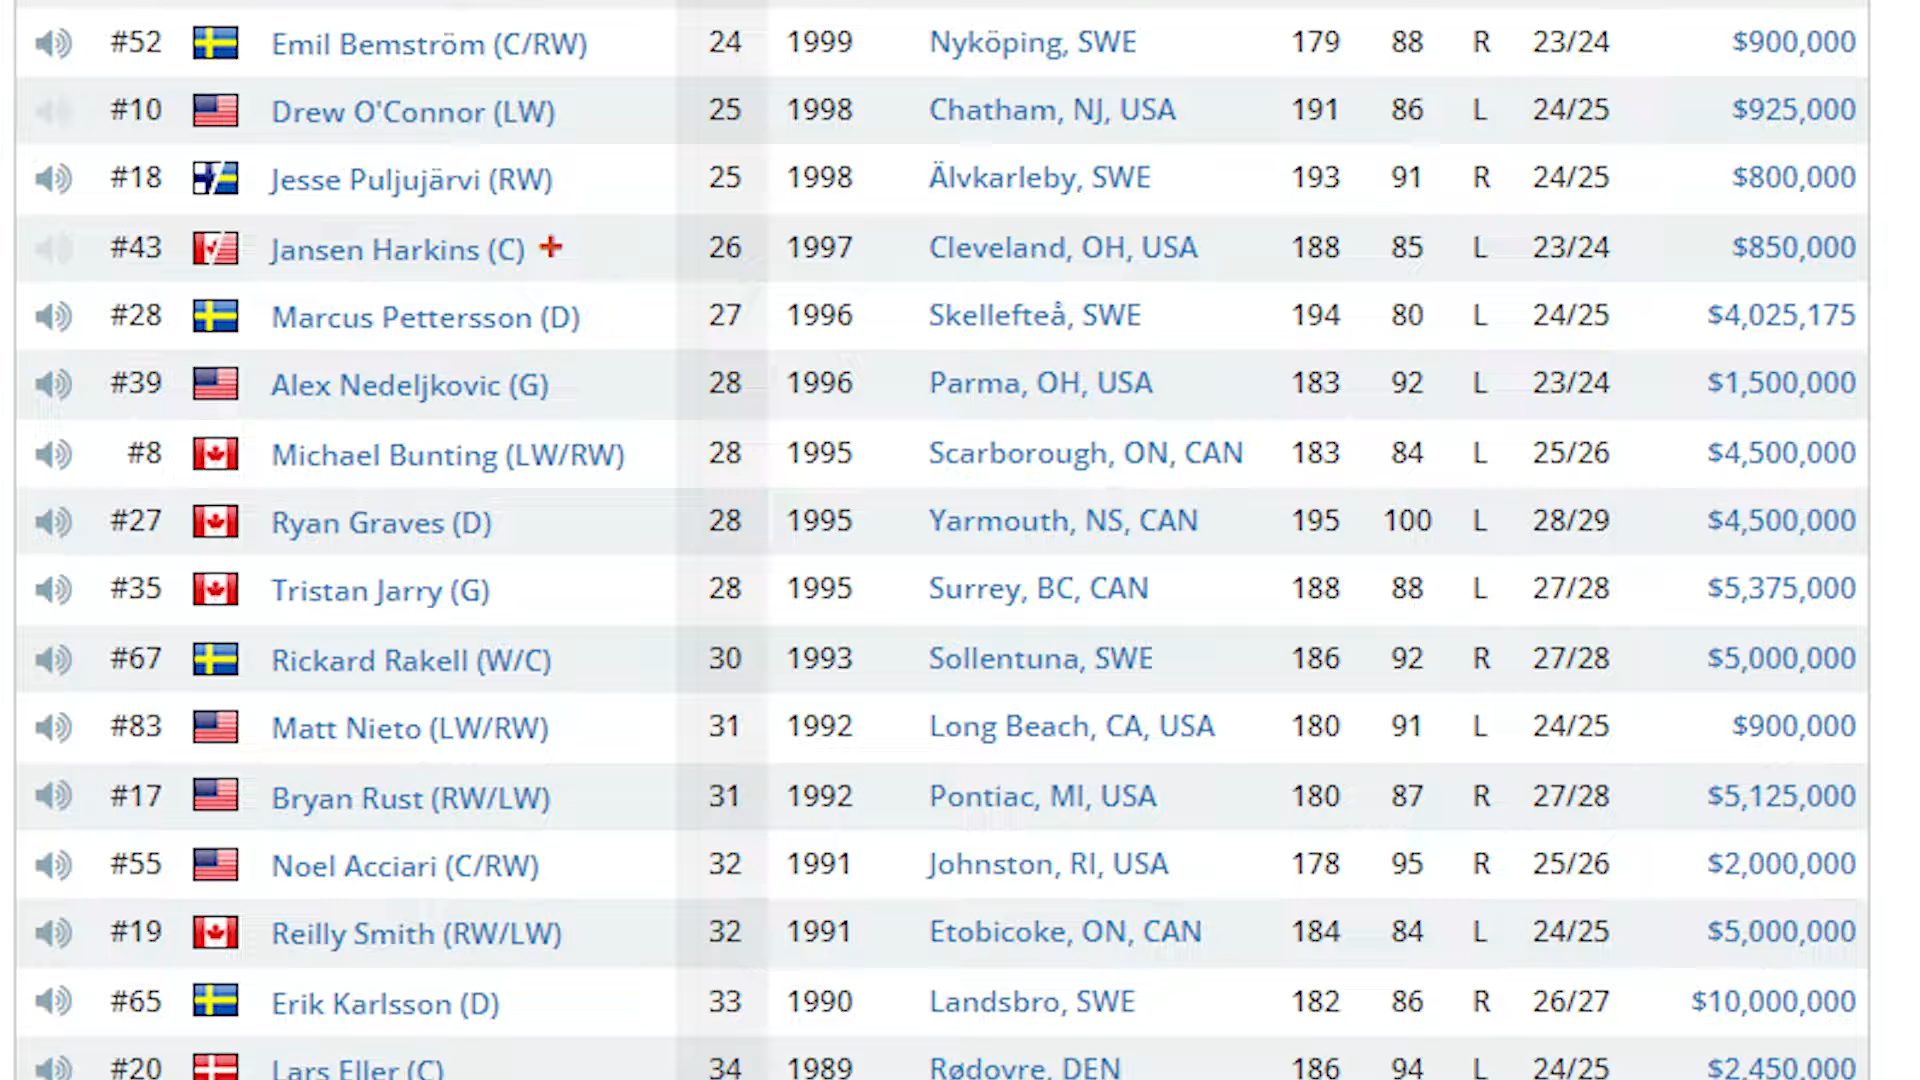 #52 Emil Bemström (C/RW) 24 1999 Nyköping, SWE 179 88 R 23/24 $900,000
#10 Drew O'Connor (LW) 25 1998 Chatham, NJ, USA 191 86 L 24/25 $925,000
#18 Jesse Puljujärvi (RW) 25 1998 Älvkarleby, SWE 193 91 R 24/25 $800,000
#43 Jansen Harkins (C) 26 1997 Cleveland, OH, USA 188 85 L 23/24 $850,000
#28 Marcus Pettersson (D) 27 1996 Skellefteå, SWE 194 80 L 24/25 $4,025,175
#39 Alex Nedeljkovic (G) 28 1996 Parma, OH, USA 183 92 L 23/24 $1,500,000
#8 Michael Bunting (LW/RW) 28 1995 Scarborough, ON, CAN 183 84 L 25/26 $4,500,000
#27 Ryan Graves (D) 28 1995 Yarmouth, NS, CAN 195 100 L 28/29 $4,500,000
#35 Tristan Jarry (G) 28 1995 Surrey, BC, CAN 188 88 L 27/28 $5,375,000
#67 Rickard Rakell (W/C) 30 1993 Sollentuna, SWE 186 92 R 27/28 $5,000,000
#83 Matt Nieto (LW/RW) 31 1992 Long Beach, CA, USA 180 91 L 24/25 $900,000
#17 Bryan Rust (RW/LW) 31 1992 Pontiac, MI, USA 180 87 R 27/28 $5,125,000
#55 Noel Acciari (C/RW) 32 1991 Johnston, RI, USA 178 95 R 25/26 $2,000,000
#19 Reilly Smith (RW/LW) 32 1991 Etobicoke, ON, CAN 184 84 L 24/25 $5,000,000
#65 Erik Karlsson (D) 33 1990 Landsbro, SWE 182 86 R 26/27 $10,000,000
#20 Lars Eller (C) 34 1989 Rødovre, DEN 186 94 L 24/25 $2,450,000